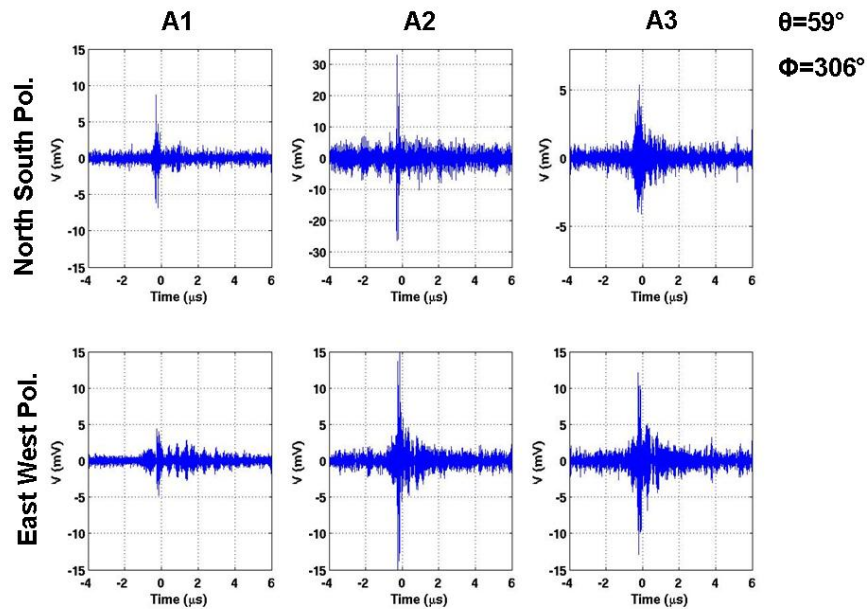 A1 A2 A3 θ=59°
Φ=306°
North South Pol.
V (mV)
15
10
5
0
-5
-10
-15
-4 -2 0 2 4 6
Time (μs)
V (mV)
30
20
10
0
-10
-20
-30
-4 -2 0 2 4 6
Time (μs)
V (mV)
5
0
-5
-4 -2 0 2 4 6
Time (μs)
East West Pol.
V (mV)
15
10
5
0
-5
-10
-15
-4 -2 0 2 4 6
Time (μs)
V (mV)
15
10
5
0
-5
-10
-15
-4 -2 0 2 4 6
Time (μs)
V (mV)
15
10
5
0
-5
-10
-15
-4 -2 0 2 4 6
Time (μs)